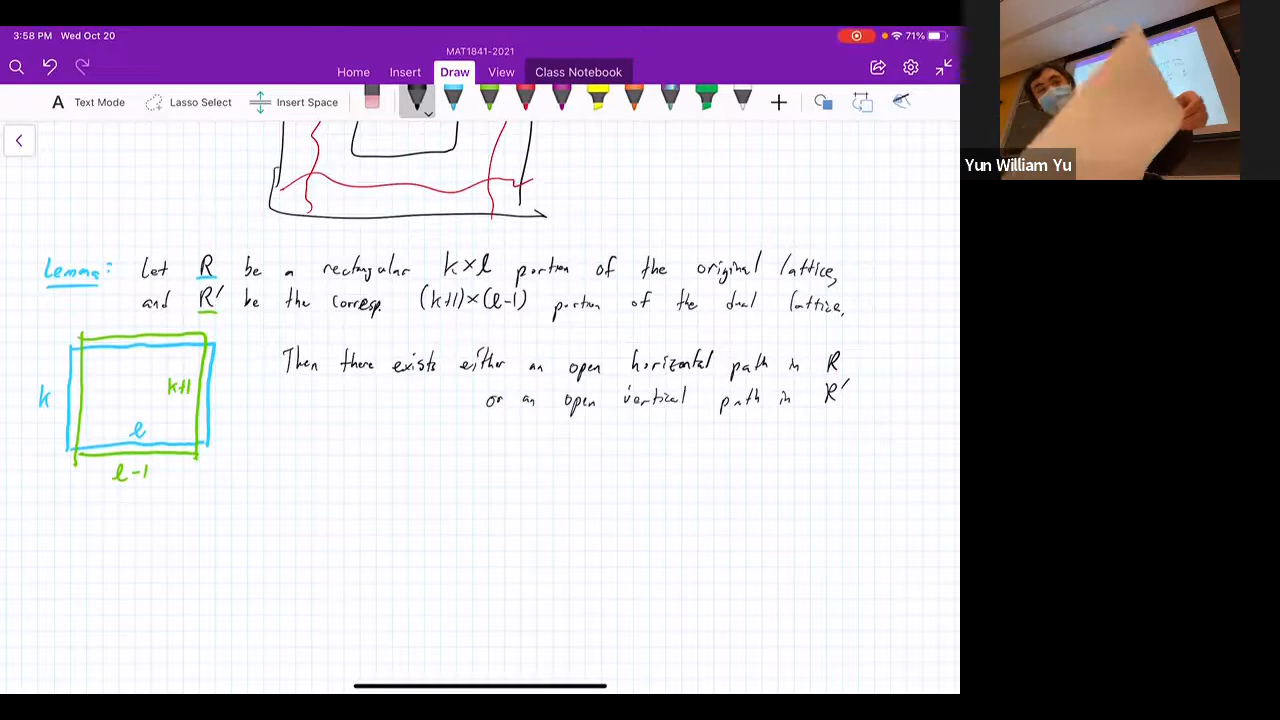 3:58 PM Wed Oct 20
71%
MAT1841-2021
Home Insert Draw View Class Notebook
A Text Mode Lasso Select Insert Space
Yun William Yu
Lemma: Let R be a rectangular k×l portion of the original lattice,
and R' be the corresp. (k+1)×(l-1) portion of the dual lattice.
Then there exists either an open horizontal path in R
or an open vertical path in R'
k
k+1
l
l-1